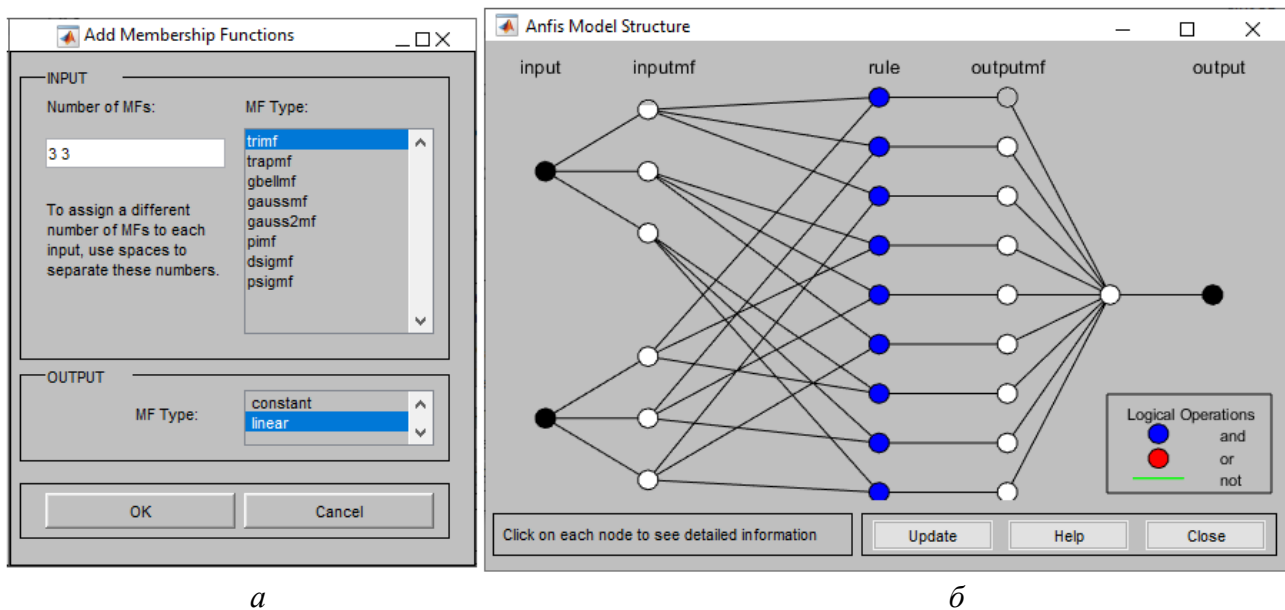 Add Membership Functions
INPUT
Number of MFs:
MF Type:
3 3
To assign a different
number of MFs to each
input, use spaces to
separate these numbers.
trimf
trapmf
gbellmf
gaussmf
gauss2mf
pimf
dsigmf
psigmf
OUTPUT
MF Type:
constant
linear
OK
Cancel
а
Anfis Model Structure
input
inputmf
rule
outputmf
output
Logical Operations
and
or
not
Click on each node to see detailed information
Update
Help
Close
б